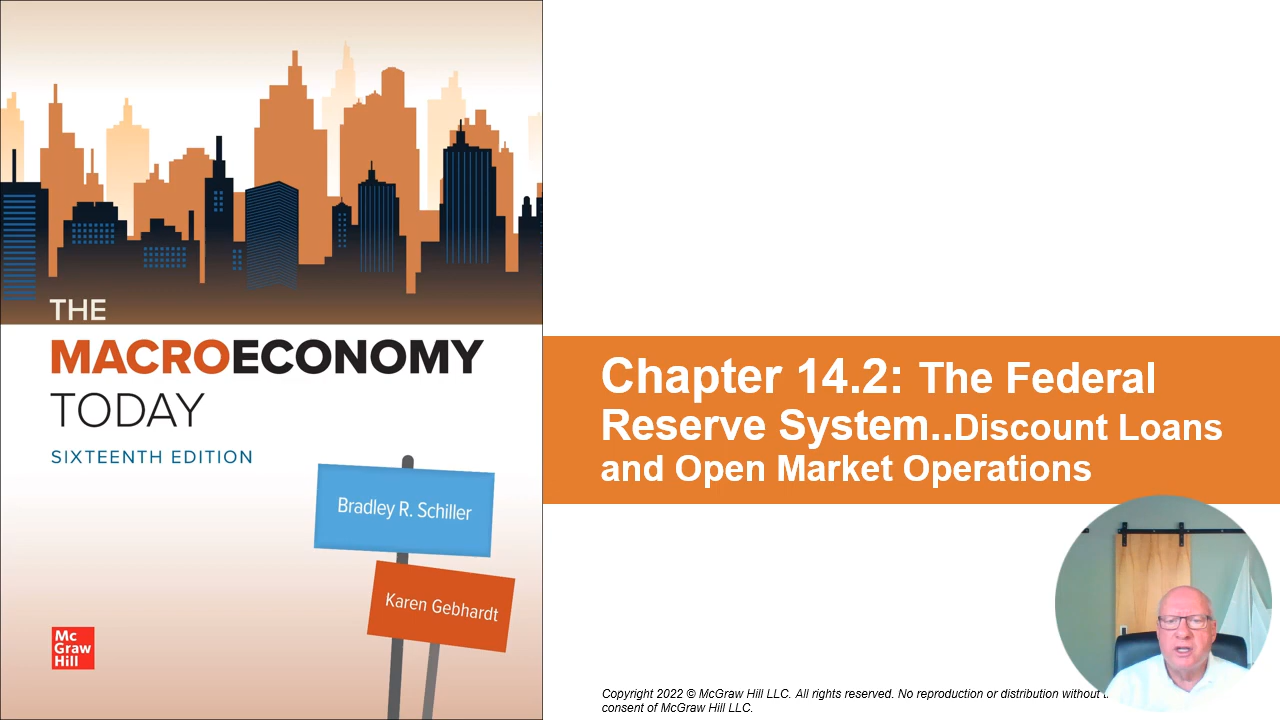 THE
MACROECONOMY
TODAY
SIXTEENTH EDITION
Bradley R. Schiller
Karen Gebhardt
Mc
Graw
Hill
Chapter 14.2: The Federal
Reserve System..Discount Loans
and Open Market Operations
Copyright 2022 © McGraw Hill LLC. All rights reserved. No reproduction or distribution without
consent of McGraw Hill LLC.